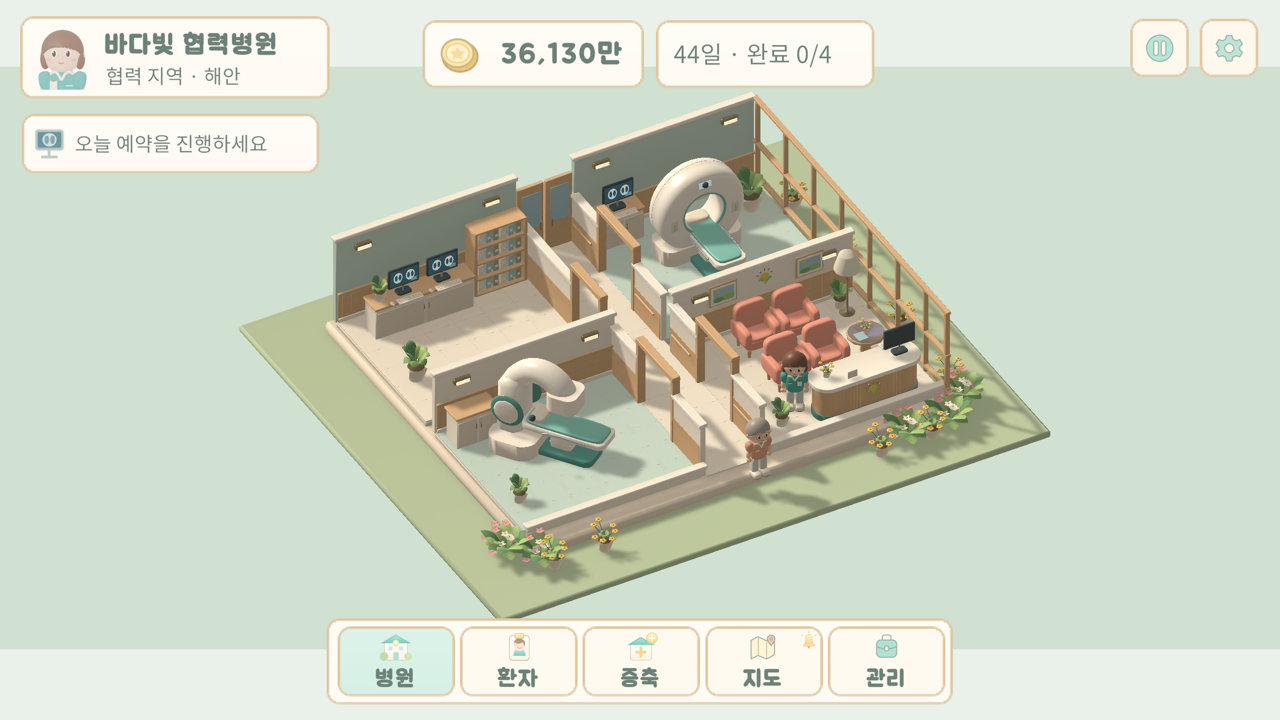 바다빛 협력병원
협력 지역 · 해안
36,130만
44일 · 완료 0/4
오늘 예약을 진행하세요
병원
환자
증축
지도
관리